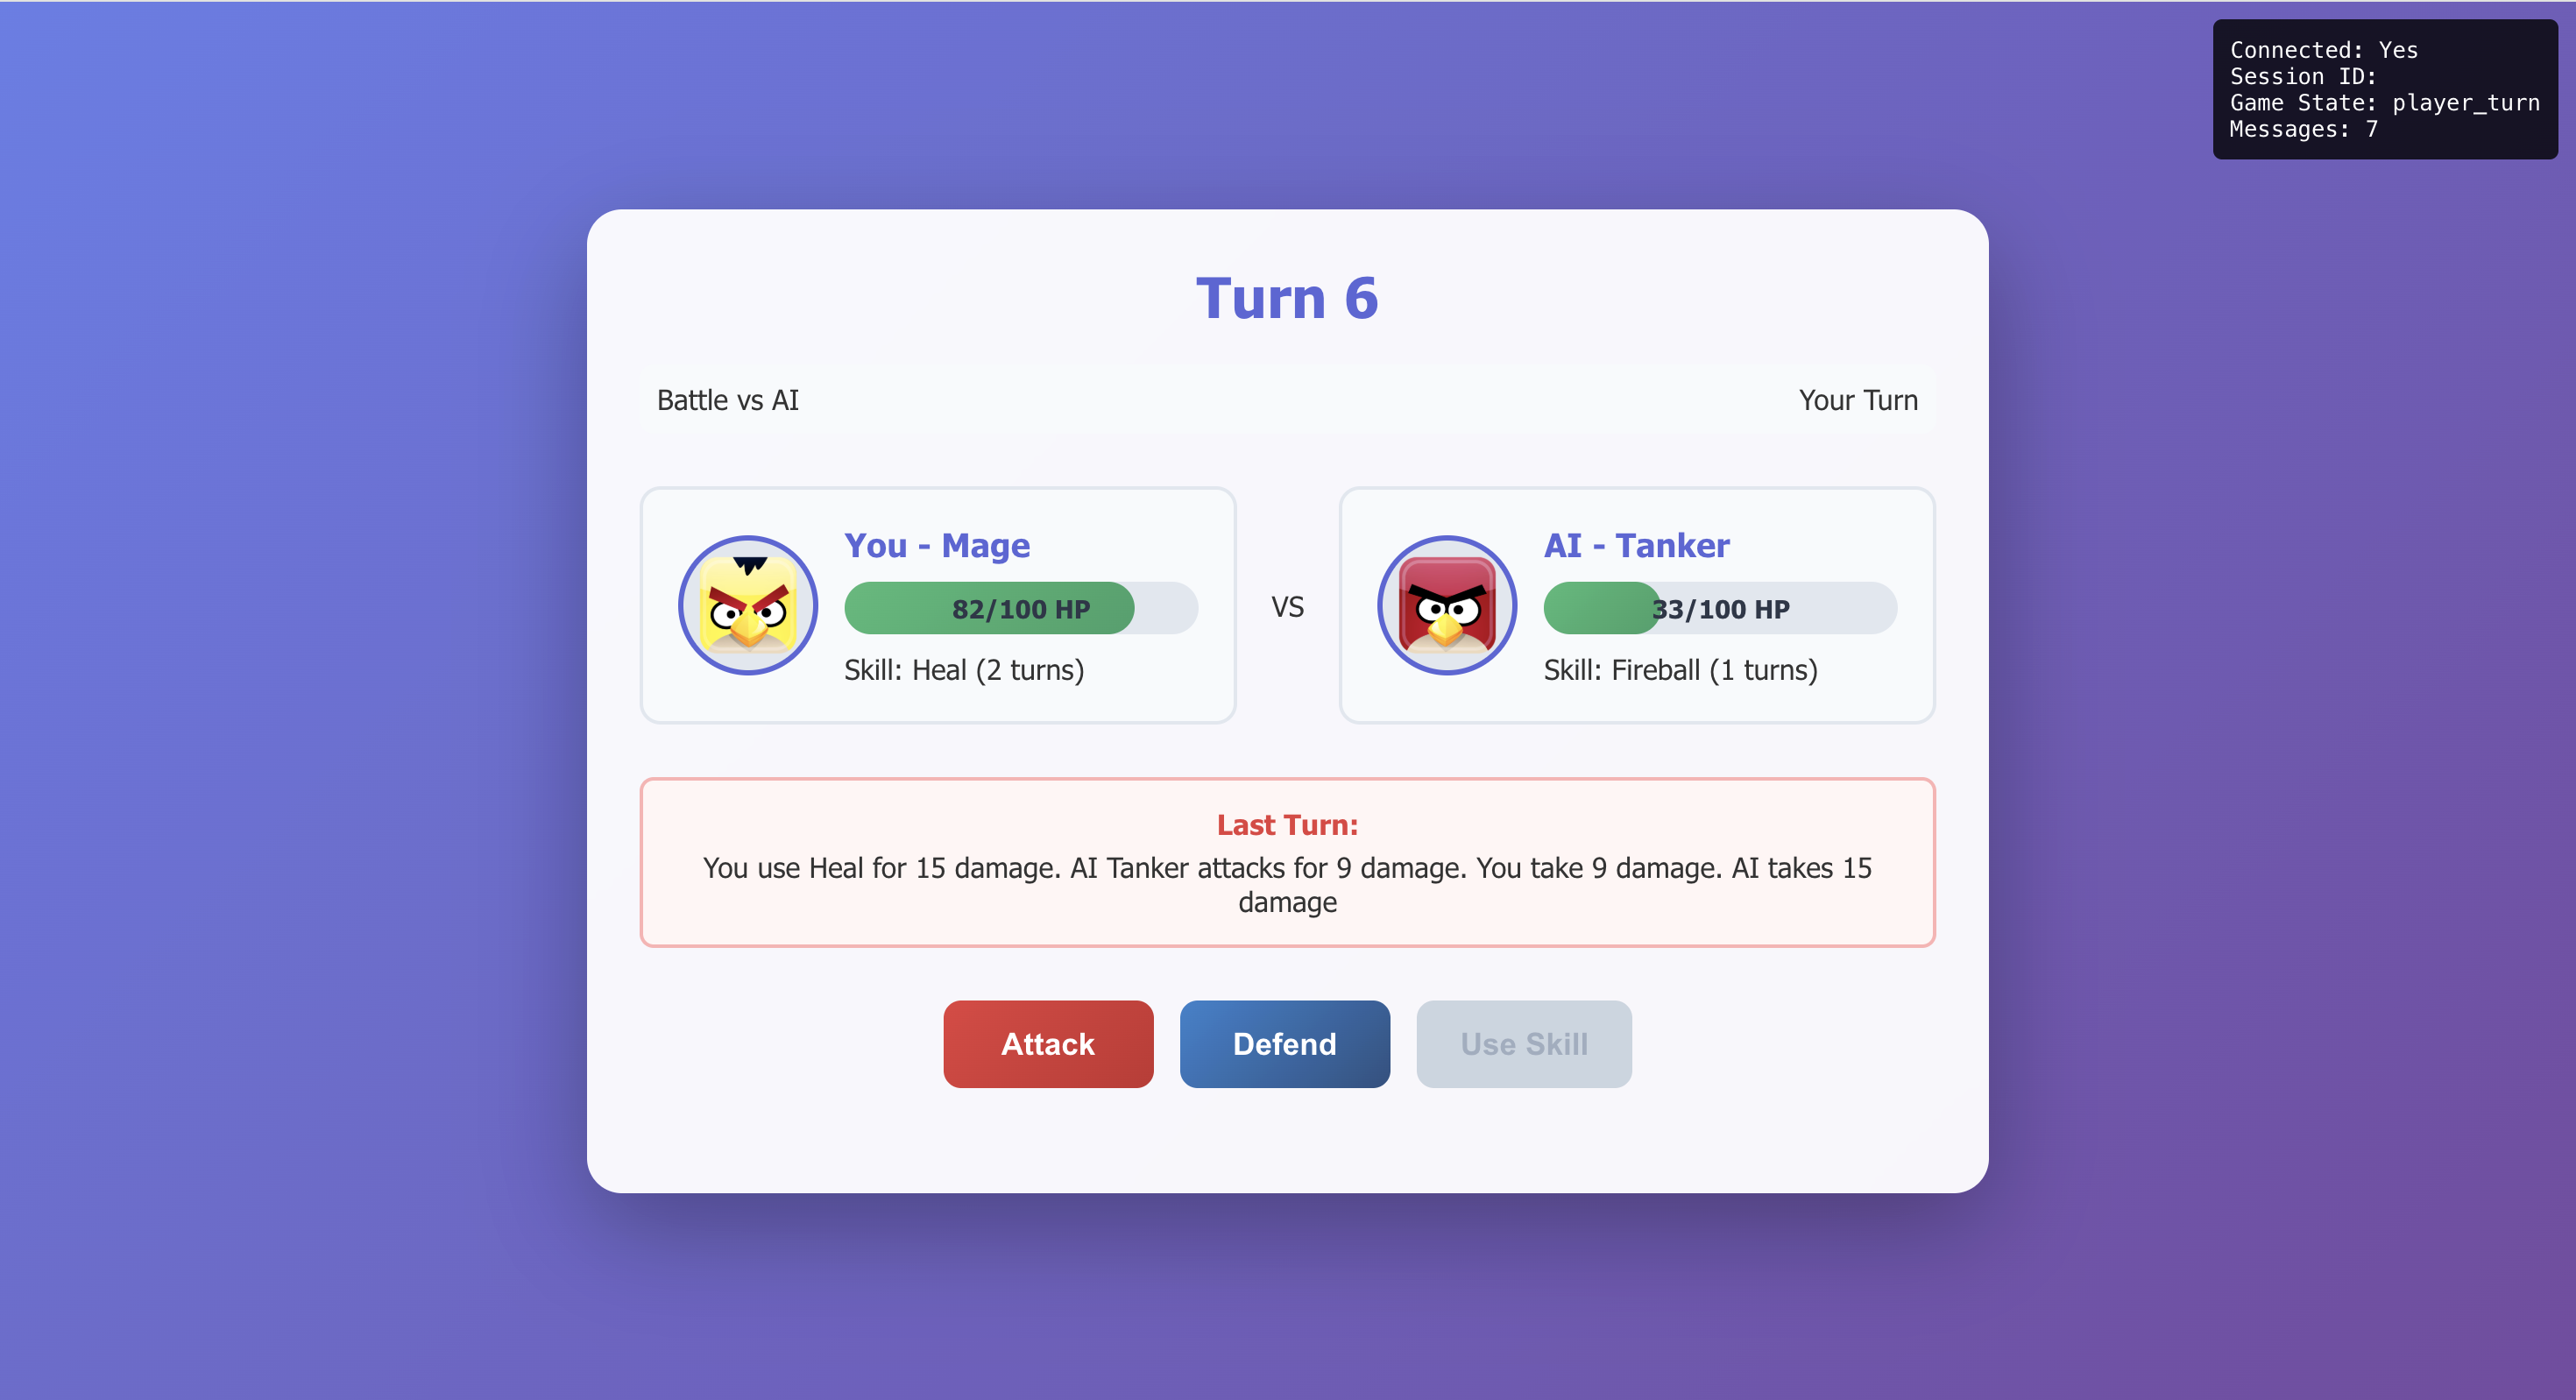 Connected: Yes
Session ID:
Game State: player_turn
Messages: 7
Turn 6
Battle vs AI
Your Turn
You - Mage
82/100 HP
Skill: Heal (2 turns)
VS
AI - Tanker
33/100 HP
Skill: Fireball (1 turns)
Last Turn:
You use Heal for 15 damage. AI Tanker attacks for 9 damage. You take 9 damage. AI takes 15
damage
Attack
Defend
Use Skill